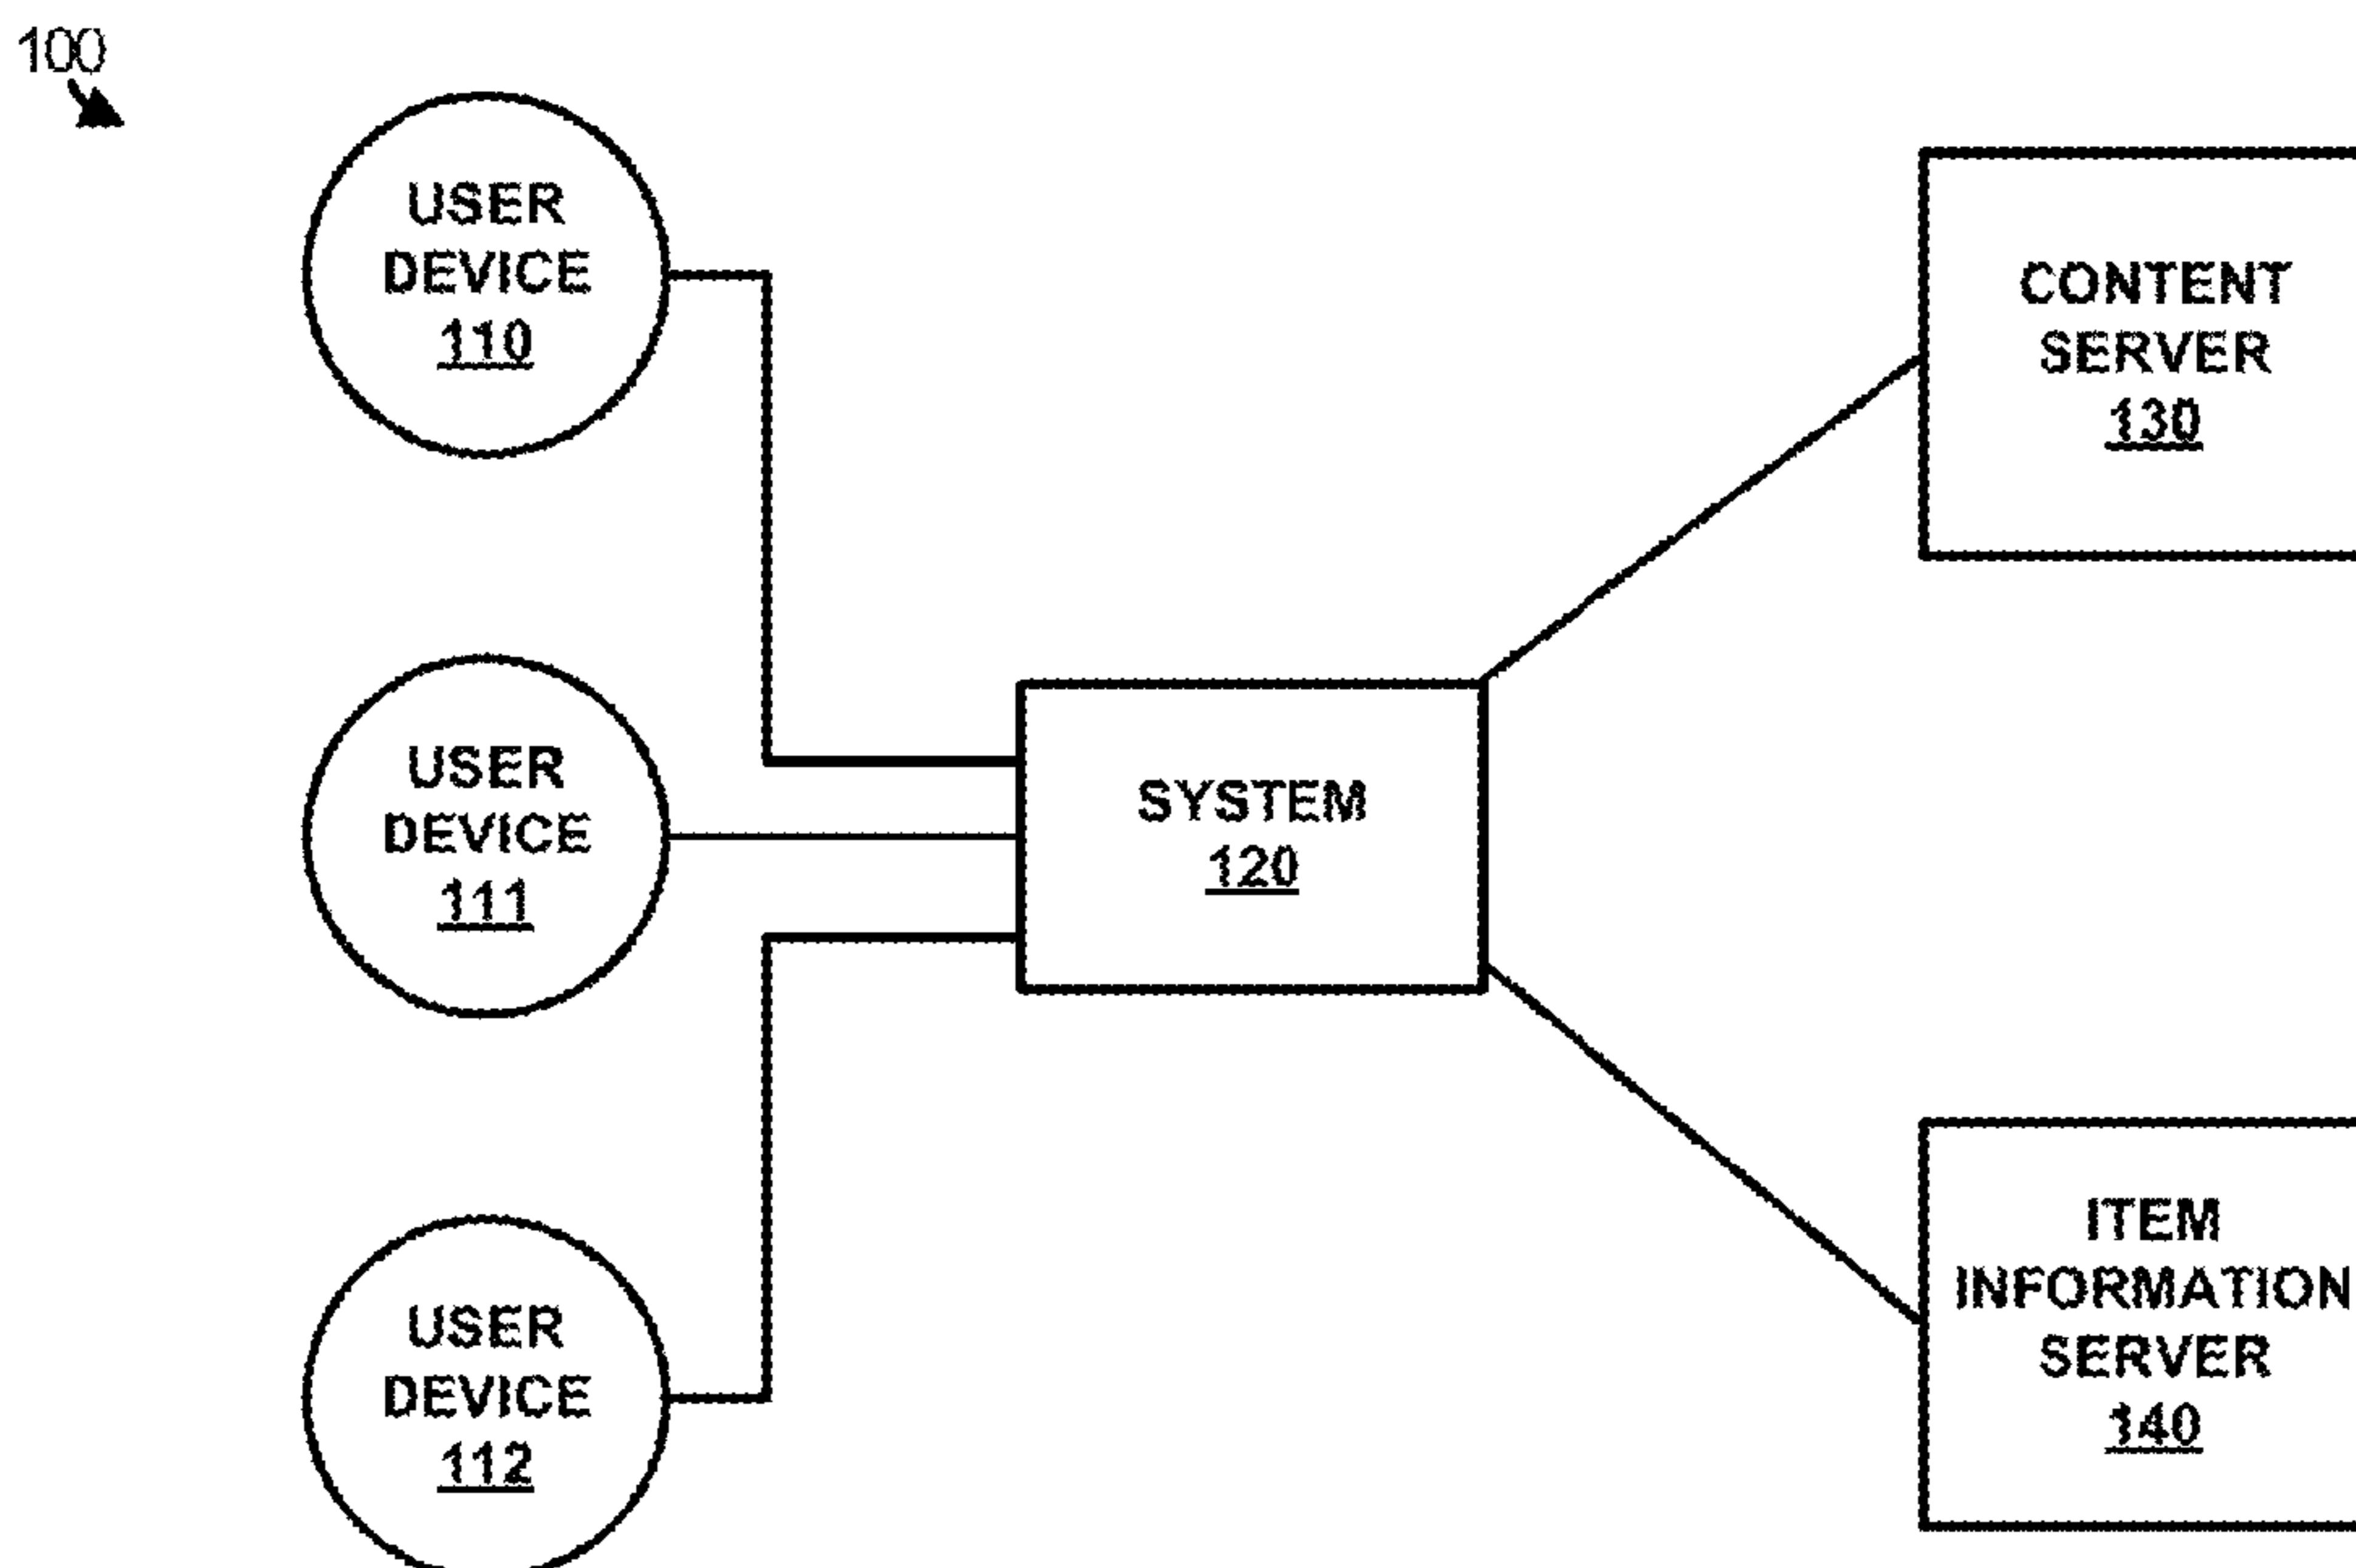 100
USER
DEVICE
110
USER
DEVICE
111
USER
DEVICE
112
SYSTEM
120
CONTENT
SERVER
130
ITEM
INFORMATION
SERVER
140